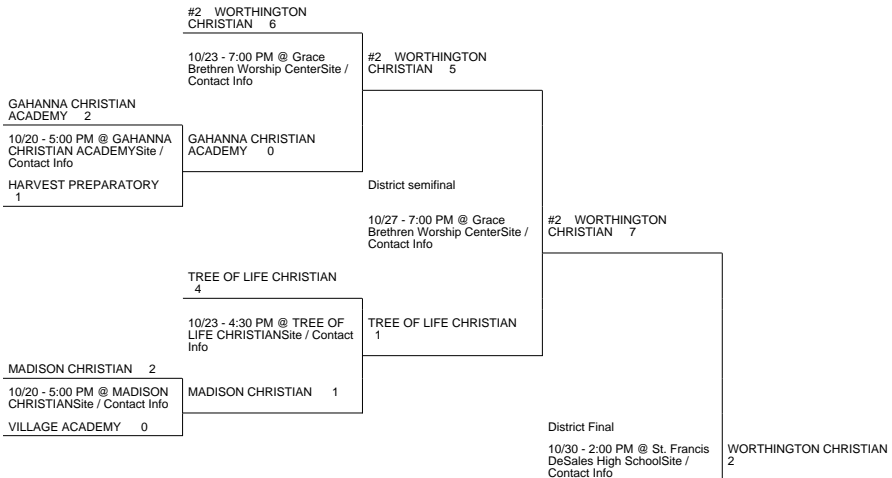 #2 WORTHINGTON
CHRISTIAN 6
10/23 - 7:00 PM @ Grace
Brethren Worship CenterSite /
Contact Info
#2 WORTHINGTON
CHRISTIAN 5
GAHANNA CHRISTIAN
ACADEMY 2
10/20 - 5:00 PM @ GAHANNA
CHRISTIAN ACADEMYSite /
Contact Info
GAHANNA CHRISTIAN
ACADEMY 0
HARVEST PREPARATORY
1
District semifinal
10/27 - 7:00 PM @ Grace
Brethren Worship CenterSite /
Contact Info
#2 WORTHINGTON
CHRISTIAN 7
TREE OF LIFE CHRISTIAN
4
10/23 - 4:30 PM @ TREE OF
LIFE CHRISTIANSite / Contact
Info
TREE OF LIFE CHRISTIAN
1
MADISON CHRISTIAN 2
10/20 - 5:00 PM @ MADISON
CHRISTIANSite / Contact Info
MADISON CHRISTIAN 1
VILLAGE ACADEMY 0
District Final
10/30 - 2:00 PM @ St. Francis
DeSales High SchoolSite /
Contact Info
WORTHINGTON CHRISTIAN
2